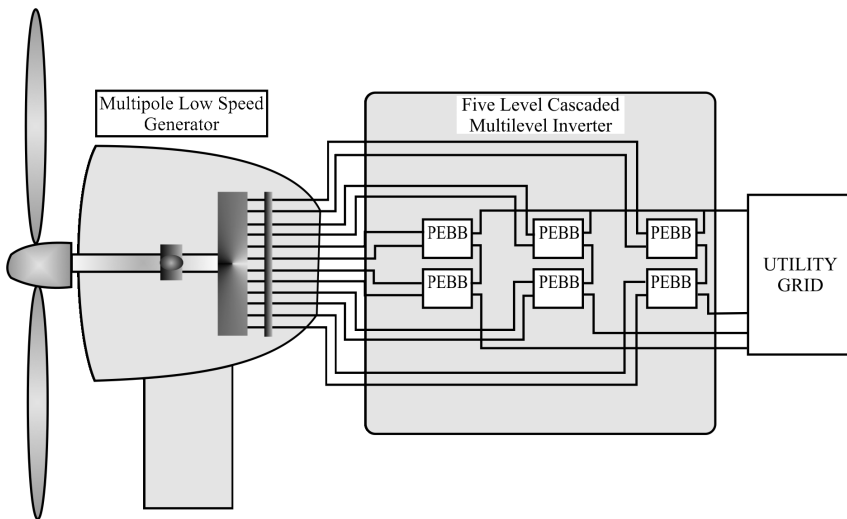 Multipole Low Speed
Generator
Five Level Cascaded
Multilevel Inverter
PEBB
PEBB
PEBB
PEBB
PEBB
PEBB
UTILITY
GRID